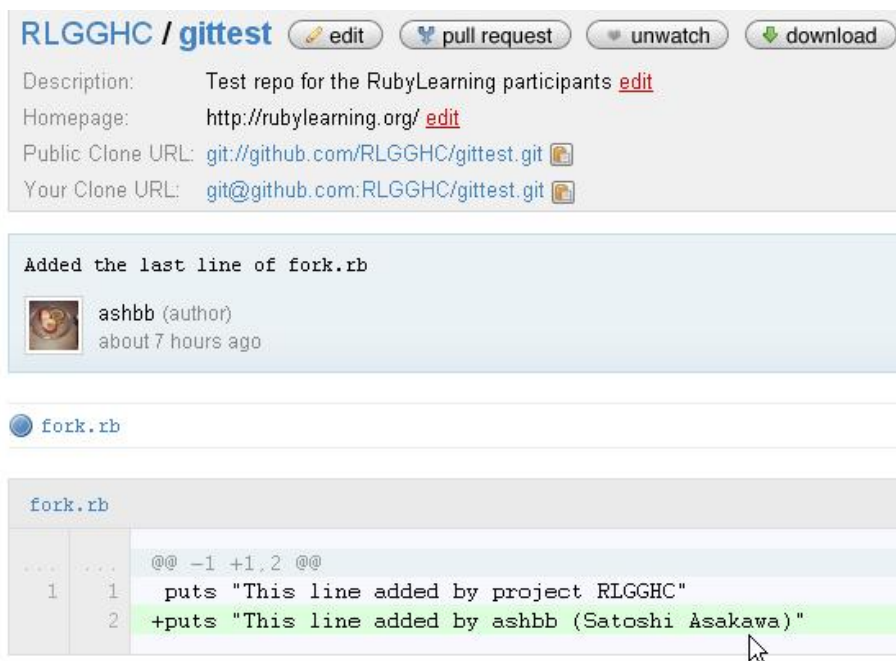 RLGGHC / gittest edit pull request unwatch download
Description: Test repo for the RubyLearning participants edit
Homepage: http://rubylearning.org/ edit
Public Clone URL: git://github.com/RLGGHC/gittest.git
Your Clone URL: git@github.com:RLGGHC/gittest.git
Added the last line of fork.rb
ashbb (author)
about 7 hours ago
fork.rb
fork.rb
... ... @@ -1 +1,2 @@
1 1 puts "This line added by project RLGGHC"
2 +puts "This line added by ashbb (Satoshi Asakawa)"